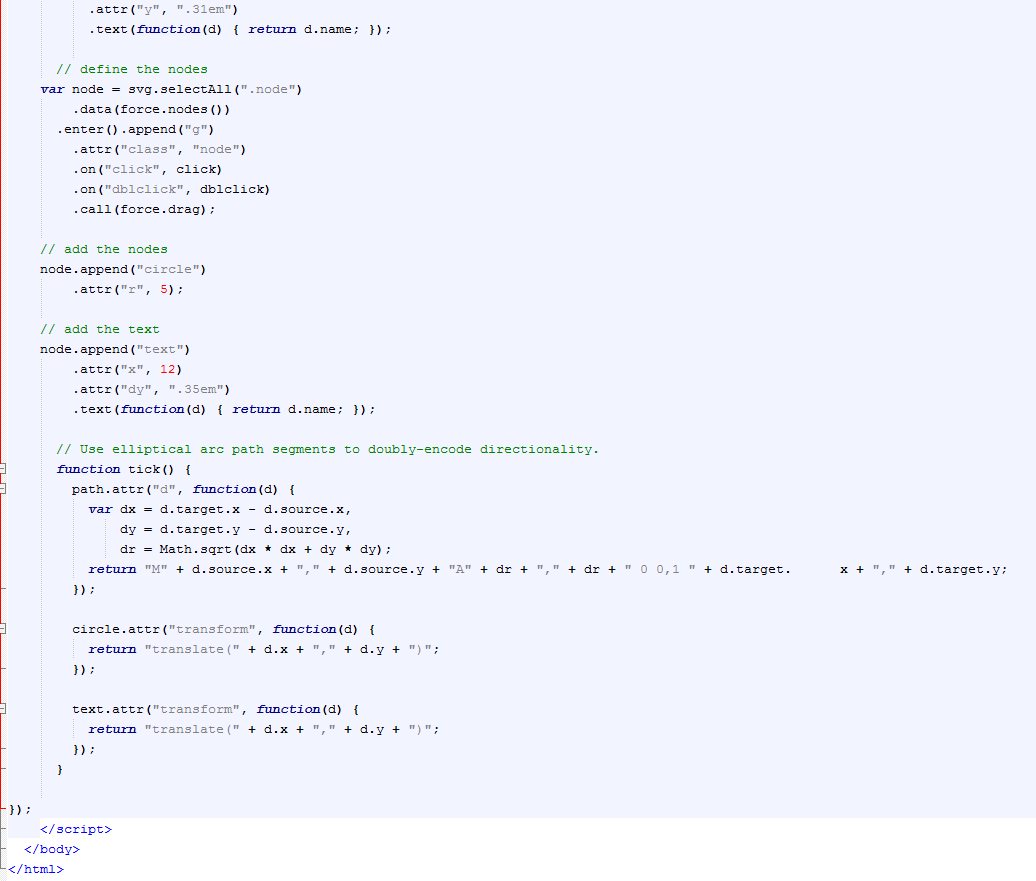 .attr("y", ".31em")
.text(function(d) { return d.name; });
// define the nodes
var node = svg.selectAll(".node")
.data(force.nodes())
.enter().append("g")
.attr("class", "node")
.on("click", click)
.on("dblclick", dblclick)
.call(force.drag);
// add the nodes
node.append("circle")
.attr("r", 5);
// add the text
node.append("text")
.attr("x", 12)
.attr("dy", ".35em")
.text(function(d) { return d.name; });
// Use elliptical arc path segments to doubly-encode directionality.
function tick() {
path.attr("d", function(d) {
var dx = d.target.x - d.source.x,
dy = d.target.y - d.source.y,
dr = Math.sqrt(dx * dx + dy * dy);
return "M" + d.source.x + "," + d.source.y + "A" + dr + "," + dr + " 0 0,1 " + d.target.      x + "," + d.target.y;
});
circle.attr("transform", function(d) {
return "translate(" + d.x + "," + d.y + ")";
});
text.attr("transform", function(d) {
return "translate(" + d.x + "," + d.y + ")";
});
}
});
</script>
</body>
</html>